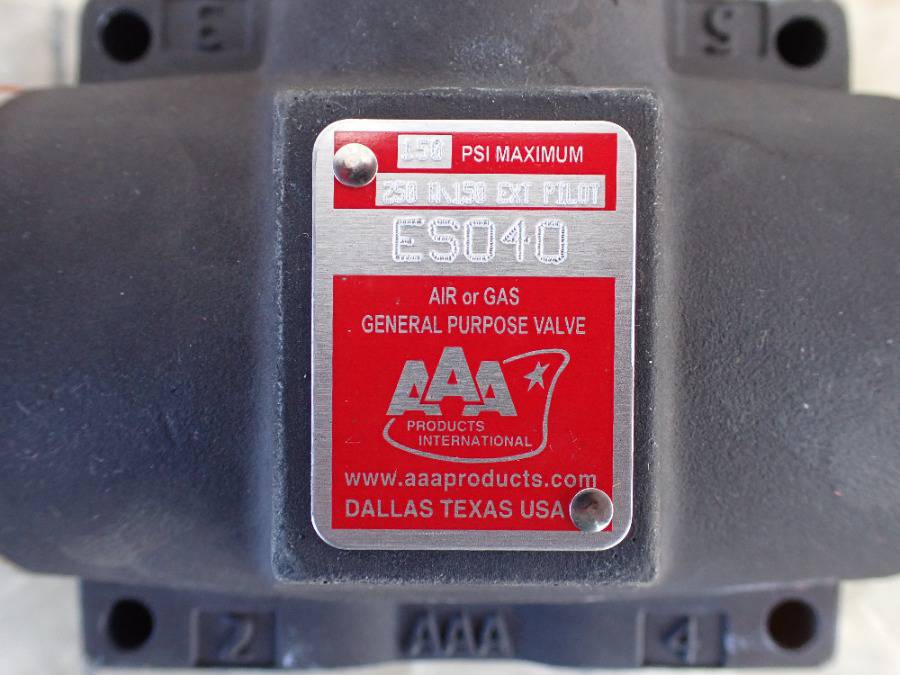 3
5
150 PSI MAXIMUM
250 W/150 EXT PILOT
ESO40
AIR or GAS
GENERAL PURPOSE VALVE
AAA
PRODUCTS
INTERNATIONAL
www.aaaproducts.com
DALLAS TEXAS USA
2 AAA 4